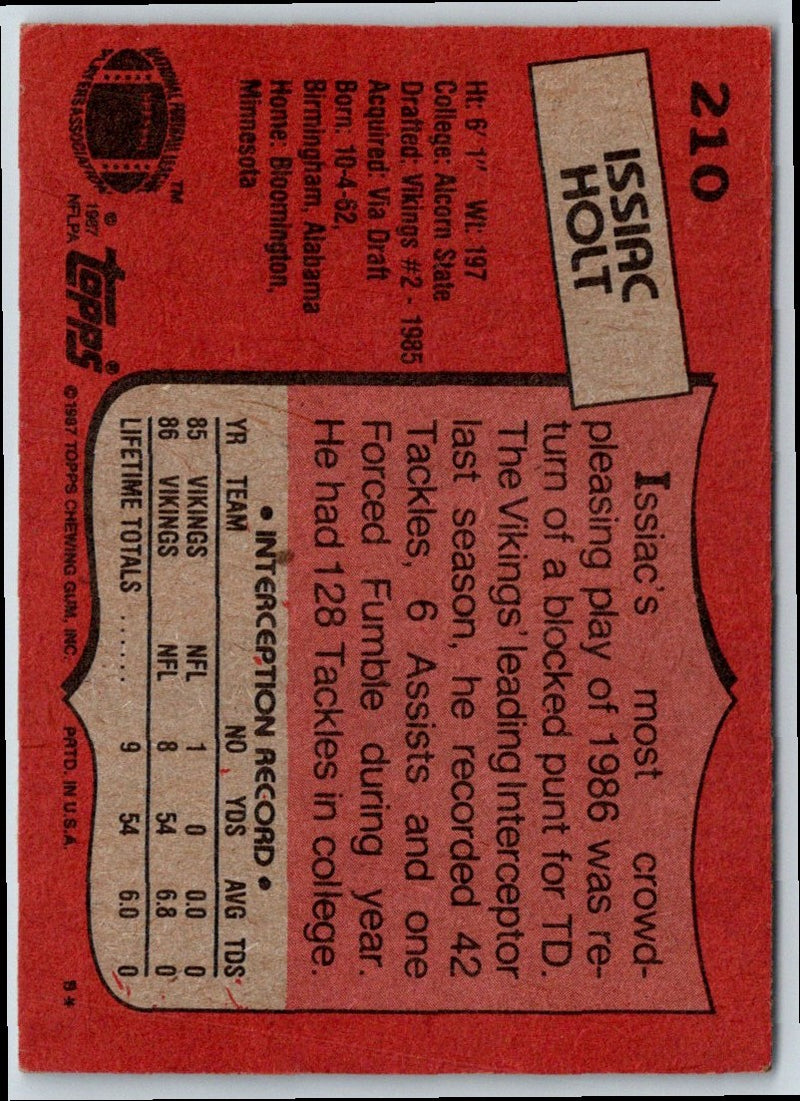 210
ISSIAC
HOLT
Ht: 6' 1" Wt: 197
College: Alcorn State
Drafted: Vikings #2 - 1985
Acquired: Via Draft
Born: 10-4-62,
Birmingham, Alabama
Home: Bloomington,
Minnesota
Issiac's most crowd-
pleasing play of 1986 was re-
turn of a blocked punt for TD.
The Vikings' leading Interceptor
last season, he recorded 42
Tackles, 6 Assists and one
Forced Fumble during year.
He had 128 Tackles in college.
• INTERCEPTION RECORD •
YR TEAM NO YDS AVG TDS
85 VIKINGS NFL 1 0 0.0 0
86 VIKINGS NFL 8 54 6.8 0
LIFETIME TOTALS ...... 9 54 6.0 0
NATIONAL FOOTBALL LEAGUE
PLAYERS ASSOCIATION
TM
© 1987
NFLPA
topps®
©1987 TOPPS CHEWING GUM, INC. PRTD. IN U.S.A.